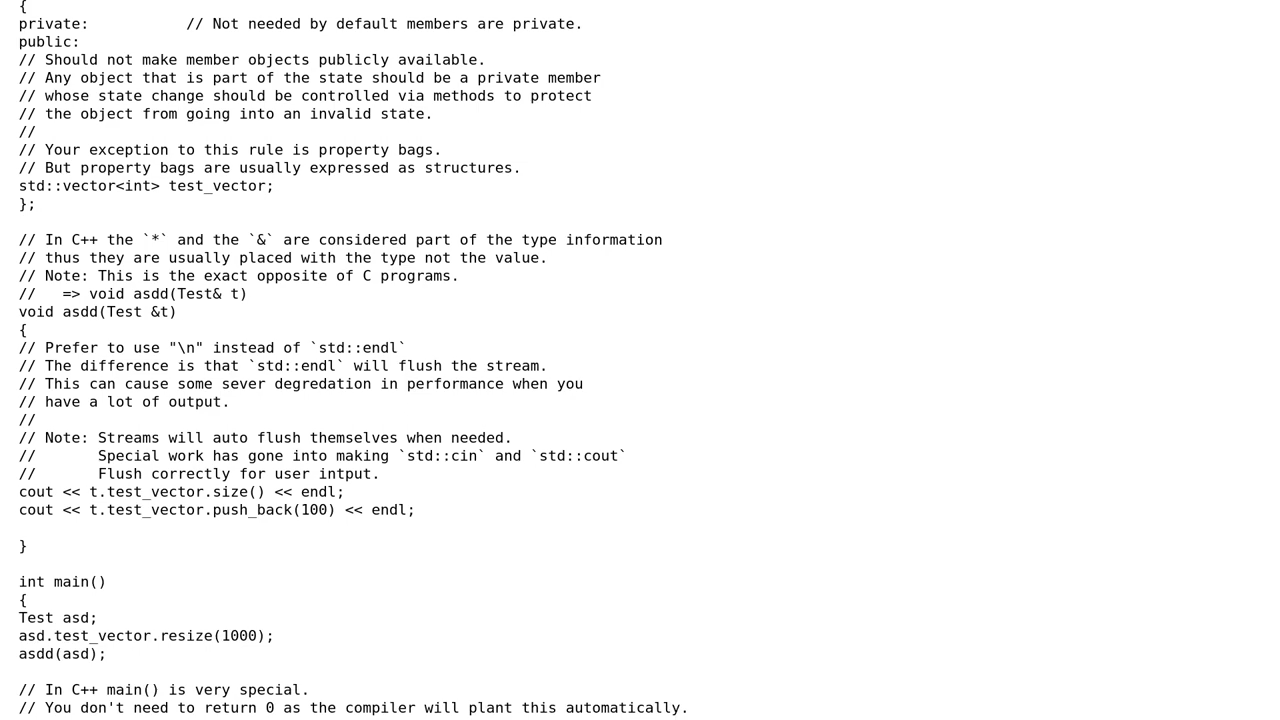 {
private:           // Not needed by default members are private.
public:
// Should not make member objects publicly available.
// Any object that is part of the state should be a private member
// whose state change should be controlled via methods to protect
// the object from going into an invalid state.
//
// Your exception to this rule is property bags.
// But property bags are usually expressed as structures.
std::vector<int> test_vector;
};

// In C++ the `*` and the `&` are considered part of the type information
// thus they are usually placed with the type not the value.
// Note: This is the exact opposite of C programs.
//   => void asdd(Test& t)
void asdd(Test &t)
{
// Prefer to use "\n" instead of `std::endl`
// The difference is that `std::endl` will flush the stream.
// This can cause some sever degredation in performance when you
// have a lot of output.
//
// Note: Streams will auto flush themselves when needed.
//       Special work has gone into making `std::cin` and `std::cout`
//       Flush correctly for user intput.
cout << t.test_vector.size() << endl;
cout << t.test_vector.push_back(100) << endl;

}

int main()
{
Test asd;
asd.test_vector.resize(1000);
asdd(asd);

// In C++ main() is very special.
// You don't need to return 0 as the compiler will plant this automatically.